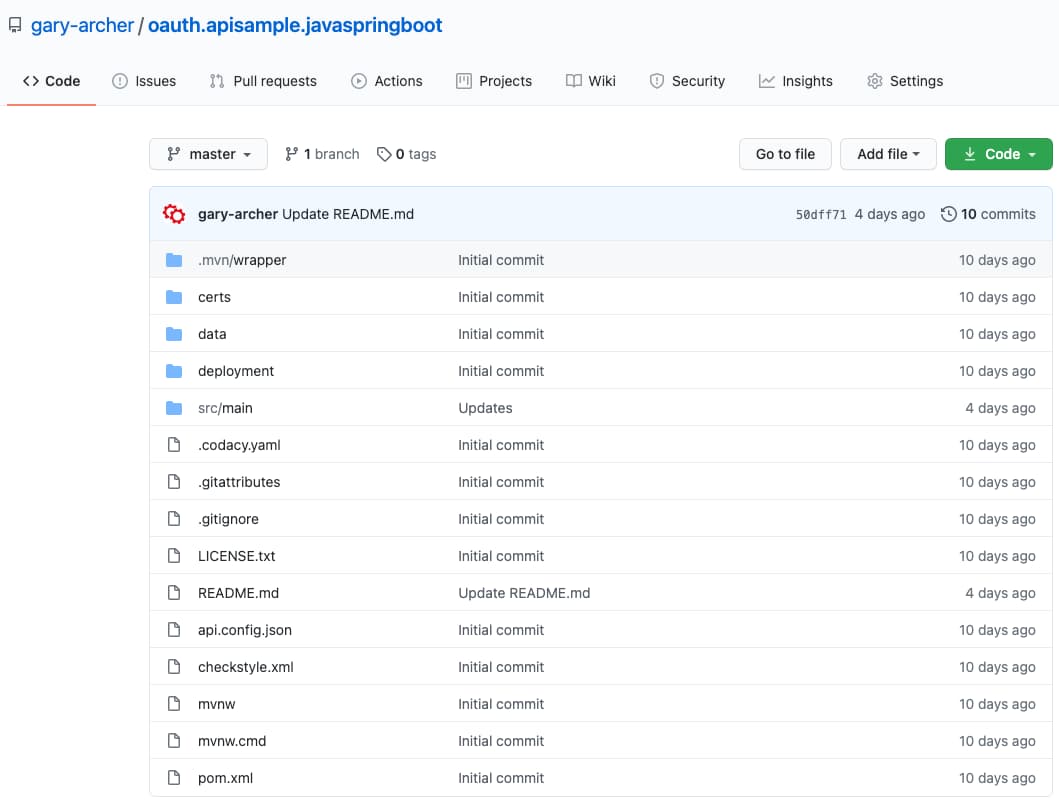 gary-archer / oauth.apisample.javaspringboot
Code Issues Pull requests Actions Projects Wiki Security Insights Settings
master 1 branch 0 tags Go to file Add file Code
gary-archer Update README.md 50dff71 4 days ago 10 commits
.mvn/wrapper Initial commit 10 days ago
certs Initial commit 10 days ago
data Initial commit 10 days ago
deployment Initial commit 10 days ago
src/main Updates 4 days ago
.codacy.yaml Initial commit 10 days ago
.gitattributes Initial commit 10 days ago
.gitignore Initial commit 10 days ago
LICENSE.txt Initial commit 10 days ago
README.md Update README.md 4 days ago
api.config.json Initial commit 10 days ago
checkstyle.xml Initial commit 10 days ago
mvnw Initial commit 10 days ago
mvnw.cmd Initial commit 10 days ago
pom.xml Initial commit 10 days ago